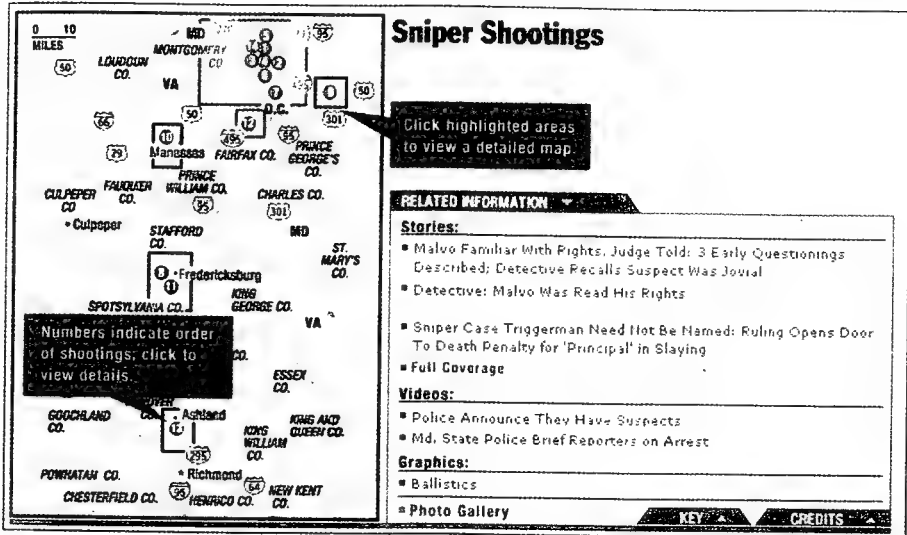 Sniper Shootings
0 10
MILES
MD
95
MONTGOMERY
CO.
LOUDOUN
CO.
50
VA
495
50
D.C.
50
301
66
Manassas
495
FAIRFAX CO.
95
PRINCE
GEORGE'S
CO.
29
PRINCE
WILLIAM CO.
FAUQUIER
CO.
CULPEPER
CO
95
CHARLES CO.
301
Culpeper
STAFFORD
CO.
MD
ST.
MARY'S
CO.
Fredericksburg
SPOTSYLVANIA CO.
KING
GEORGE CO.
VA
Numbers indicate order
of shootings; click to
view details.
CO.
ESSEX
CO.
GOOCHLAND
CO.
Ashland
KING
WILLIAM
CO.
KING AND
QUEEN CO.
295
POWHATAN CO.
Richmond
64
CHESTERFIELD CO.
95
HENRICO CO.
NEW KENT
CO.
Click highlighted areas
to view a detailed map.
RELATED INFORMATION
Stories:
Malvo Familiar With Rights, Judge Told: 3 Early Questionings
Described; Detective Recalls Suspect Was Jovial
Detective: Malvo Was Read His Rights
Sniper Case Triggerman Need Not Be Named: Ruling Opens Door
To Death Penalty for 'Principal' in Slaying
Full Coverage
Videos:
Police Announce They Have Suspects
Md. State Police Brief Reporters on Arrest
Graphics:
Ballistics
Photo Gallery
KEY
CREDITS